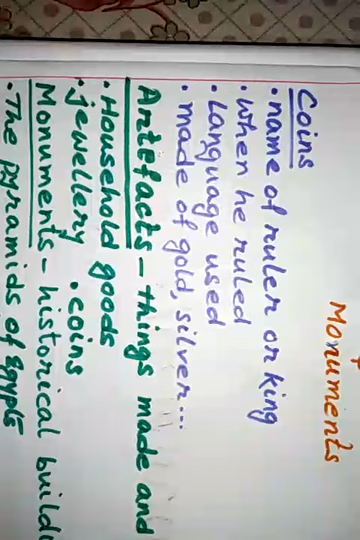 Monuments
Coins
• name of ruler or king
• when he ruled
• Language used
• made of gold, silver...
Artefacts - things made and
• Household goods
• jewellery • coins
Monuments - historical build
• The pyramids of Egypt